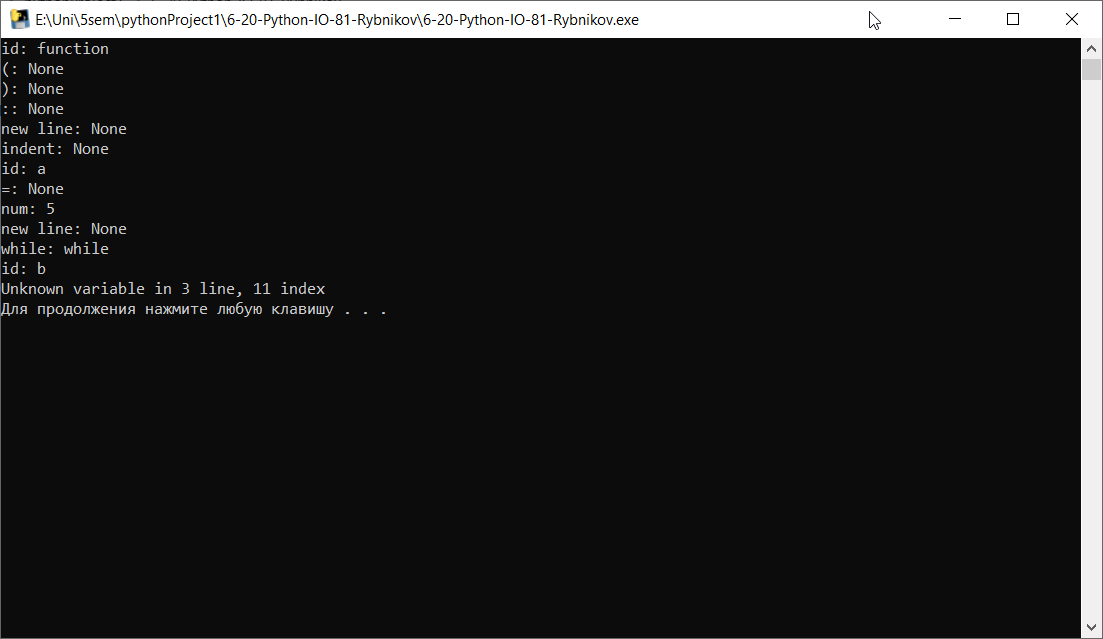 E:\Uni\5sem\pythonProject1\6-20-Python-IO-81-Rybnikov\6-20-Python-IO-81-Rybnikov.exe
id: function
(: None
): None
:: None
new line: None
indent: None
id: a
=: None
num: 5
new line: None
while: while
id: b
Unknown variable in 3 line, 11 index
Для продолжения нажмите любую клавишу . . .